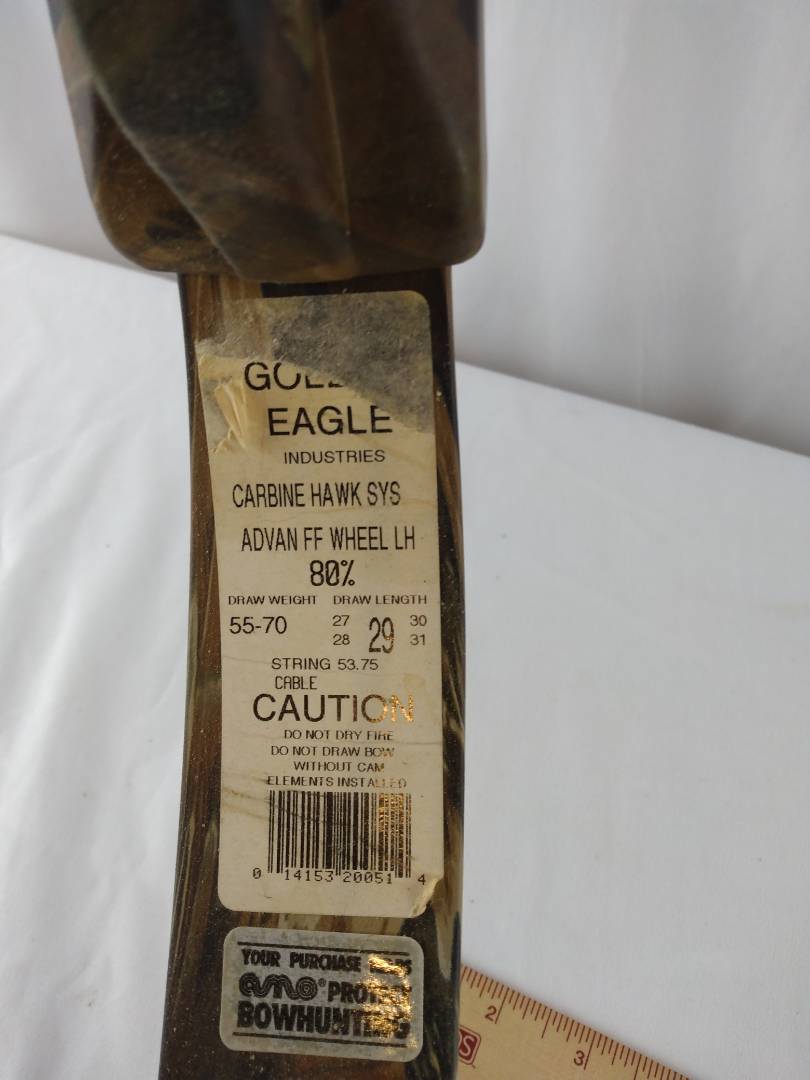 EAGLE
INDUSTRIES
CARBINE HAWK SYS
ADVAN FF WHEEL LH
80%
DRAW WEIGHT DRAW LENGTH
55-70 27 28 29 30 31
STRING 53.75
CABLE
CAUTION
DO NOT DRY FIRE
DO NOT DRAW BOW
WITHOUT CAM
ELEMENTS INSTALLED
0 14153 20051 4
YOUR PURCHASE
amo® PROTECT
BOWHUNTING
2
3